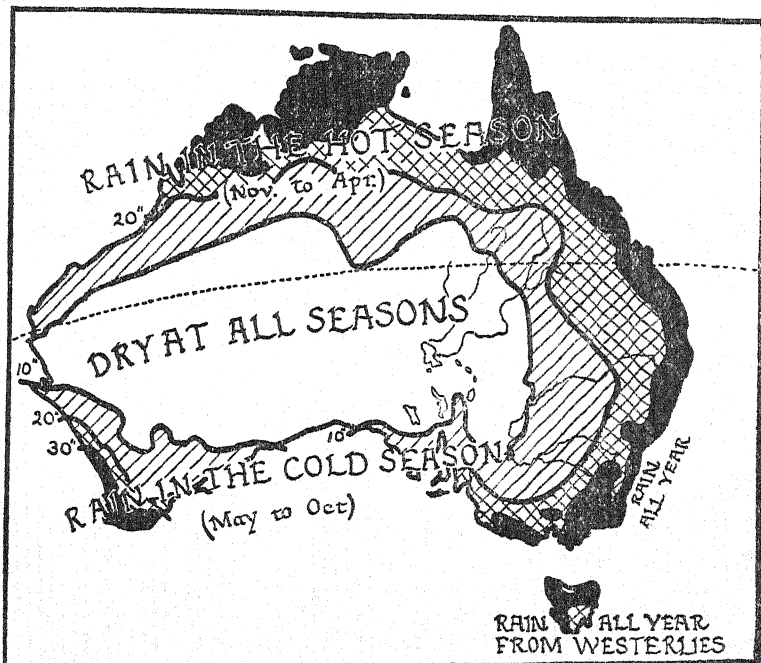 RAIN IN THE HOT SEASON
(Nov. to Apr.)
20"
DRY AT ALL SEASONS
10"
20"
30"
10"
RAIN IN THE COLD SEASON
(May to Oct)
RAIN
ALL YEAR
RAIN ALL YEAR
FROM WESTERLIES